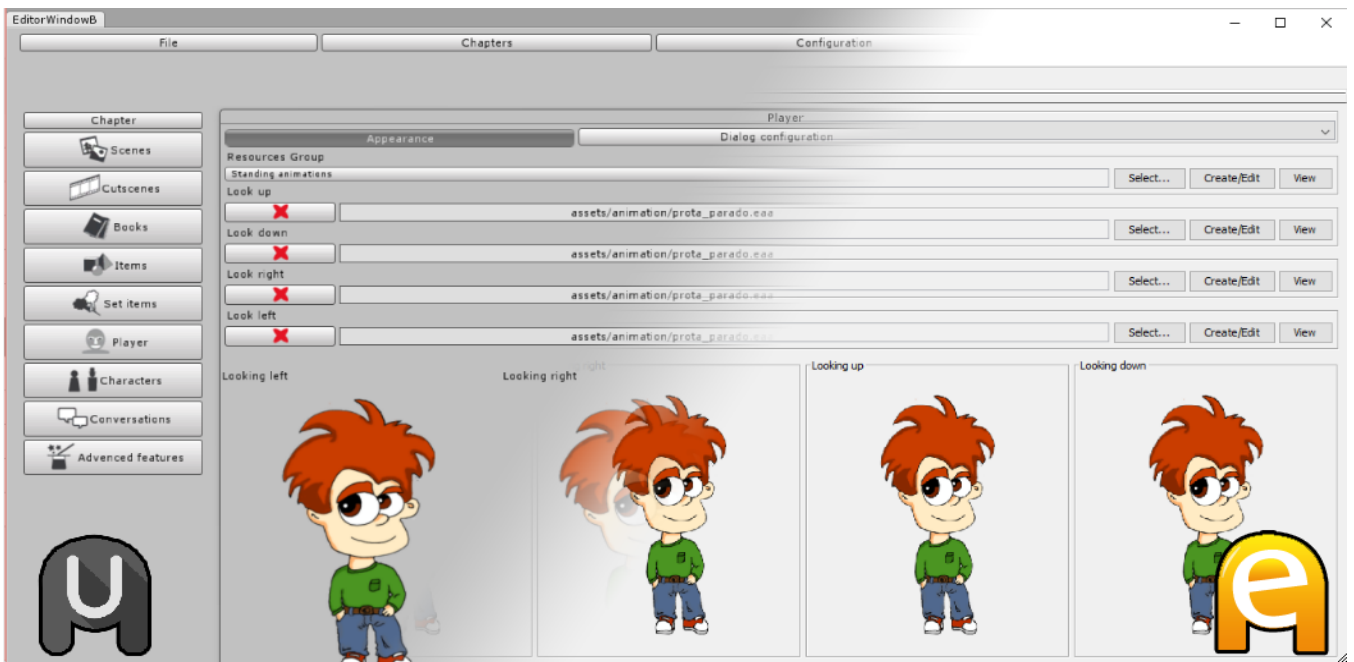 EditorWindowB
File Chapters Configuration
Chapter
Scenes
Cutscenes
Books
Items
Set items
Player
Characters
Conversations
Advenced features
Player
Appearance Dialog configuration
Resources Group
Standing animations
Select... Create/Edit View
Look up
assets/animation/prota_parado.eaa
Select... Create/Edit View
Look down
assets/animation/prota_parado.eaa
Select... Create/Edit View
Look right
assets/animation/prota_parado.eaa
Look left
assets/animation/prota_parado.eaa
Select... Create/Edit View
Looking left
Looking right
right
Looking up
Looking down
U
e